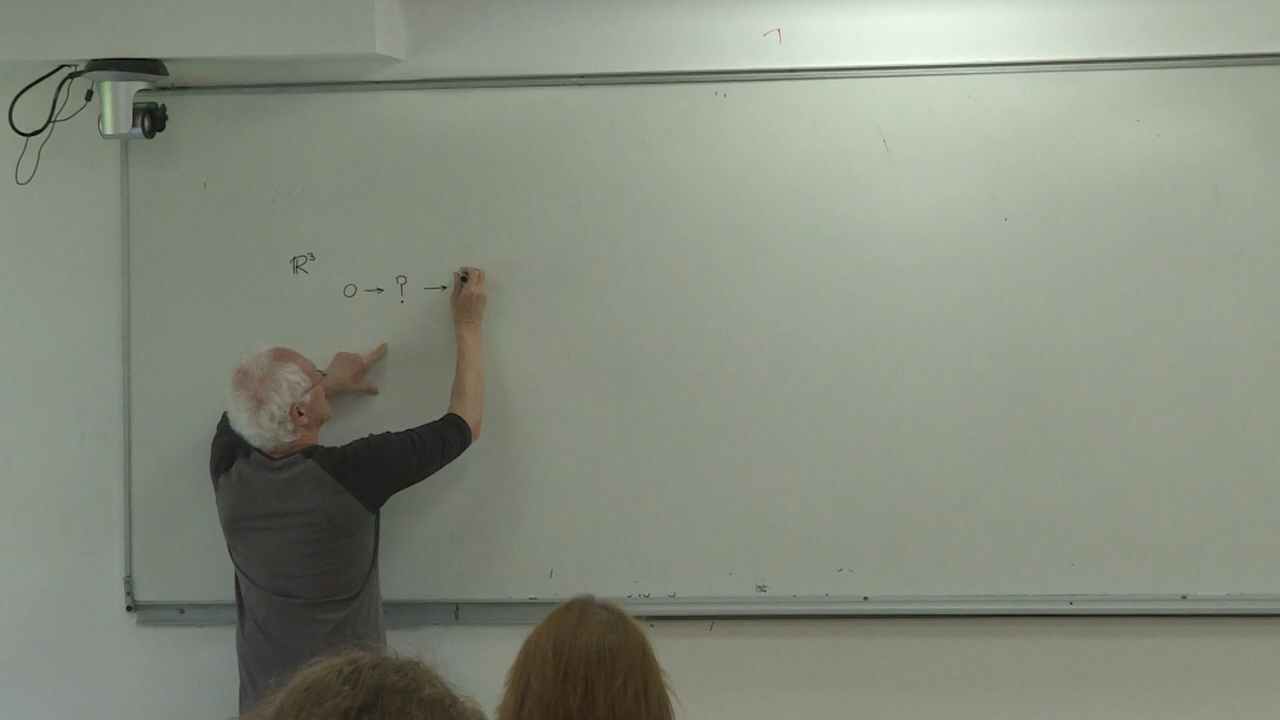 ℝ³
0 → ? →